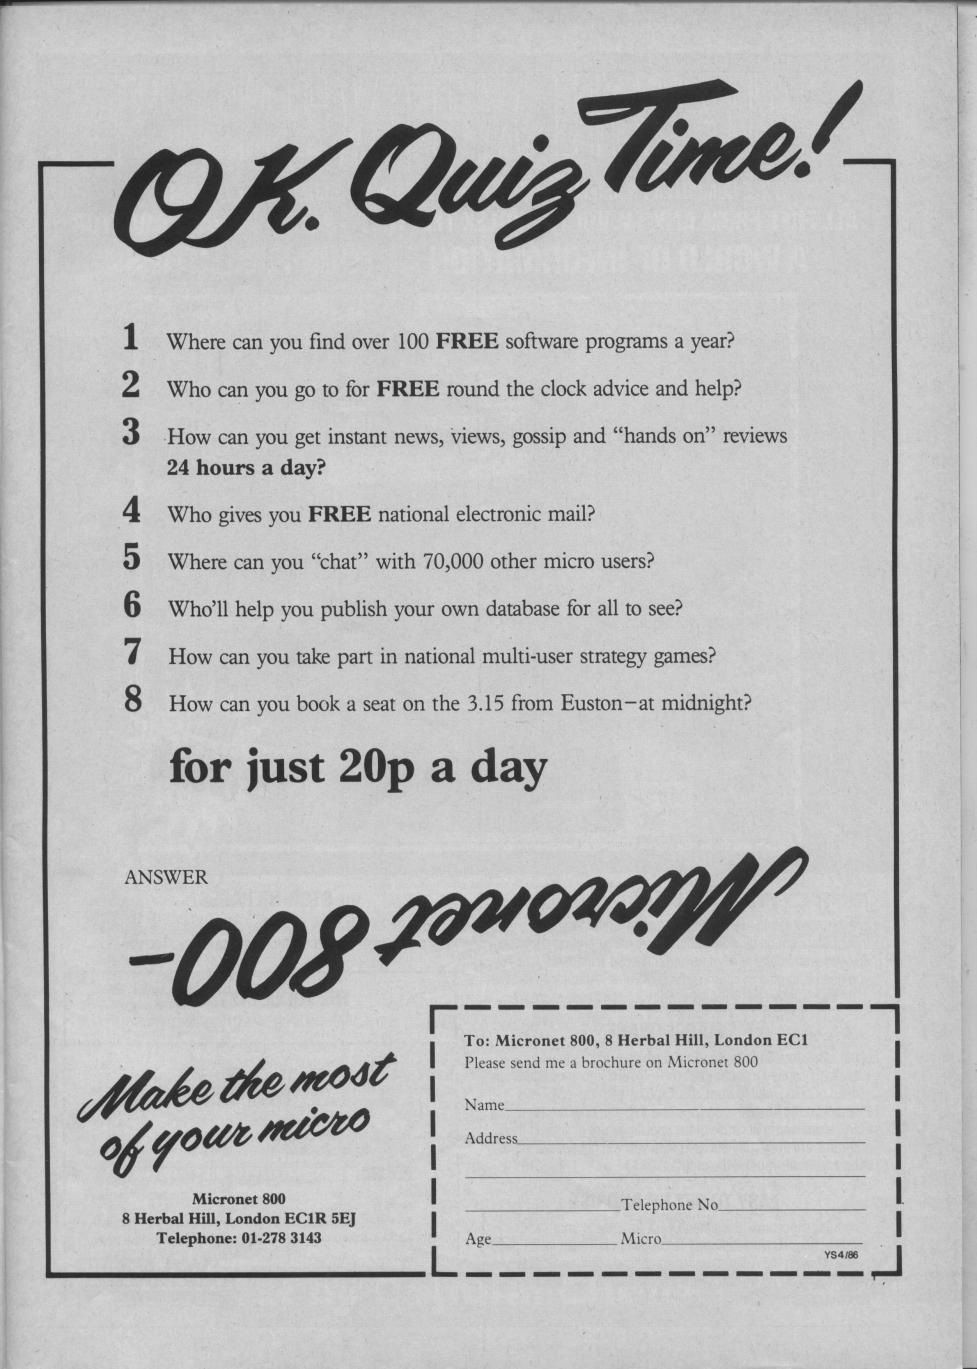 OK. Quiz Time!
1 Where can you find over 100 FREE software programs a year?
2 Who can you go to for FREE round the clock advice and help?
3 How can you get instant news, views, gossip and “hands on” reviews
24 hours a day?
4 Who gives you FREE national electronic mail?
5 Where can you “chat” with 70,000 other micro users?
6 Who’ll help you publish your own database for all to see?
7 How can you take part in national multi-user strategy games?
8 How can you book a seat on the 3.15 from Euston–at midnight?
for just 20p a day
ANSWER
Micronet 800–
Make the most
of your micro
Micronet 800
8 Herbal Hill, London EC1R 5EJ
Telephone: 01-278 3143
To: Micronet 800, 8 Herbal Hill, London EC1
Please send me a brochure on Micronet 800
Name
Address
Telephone No
Age Micro
YS4/86